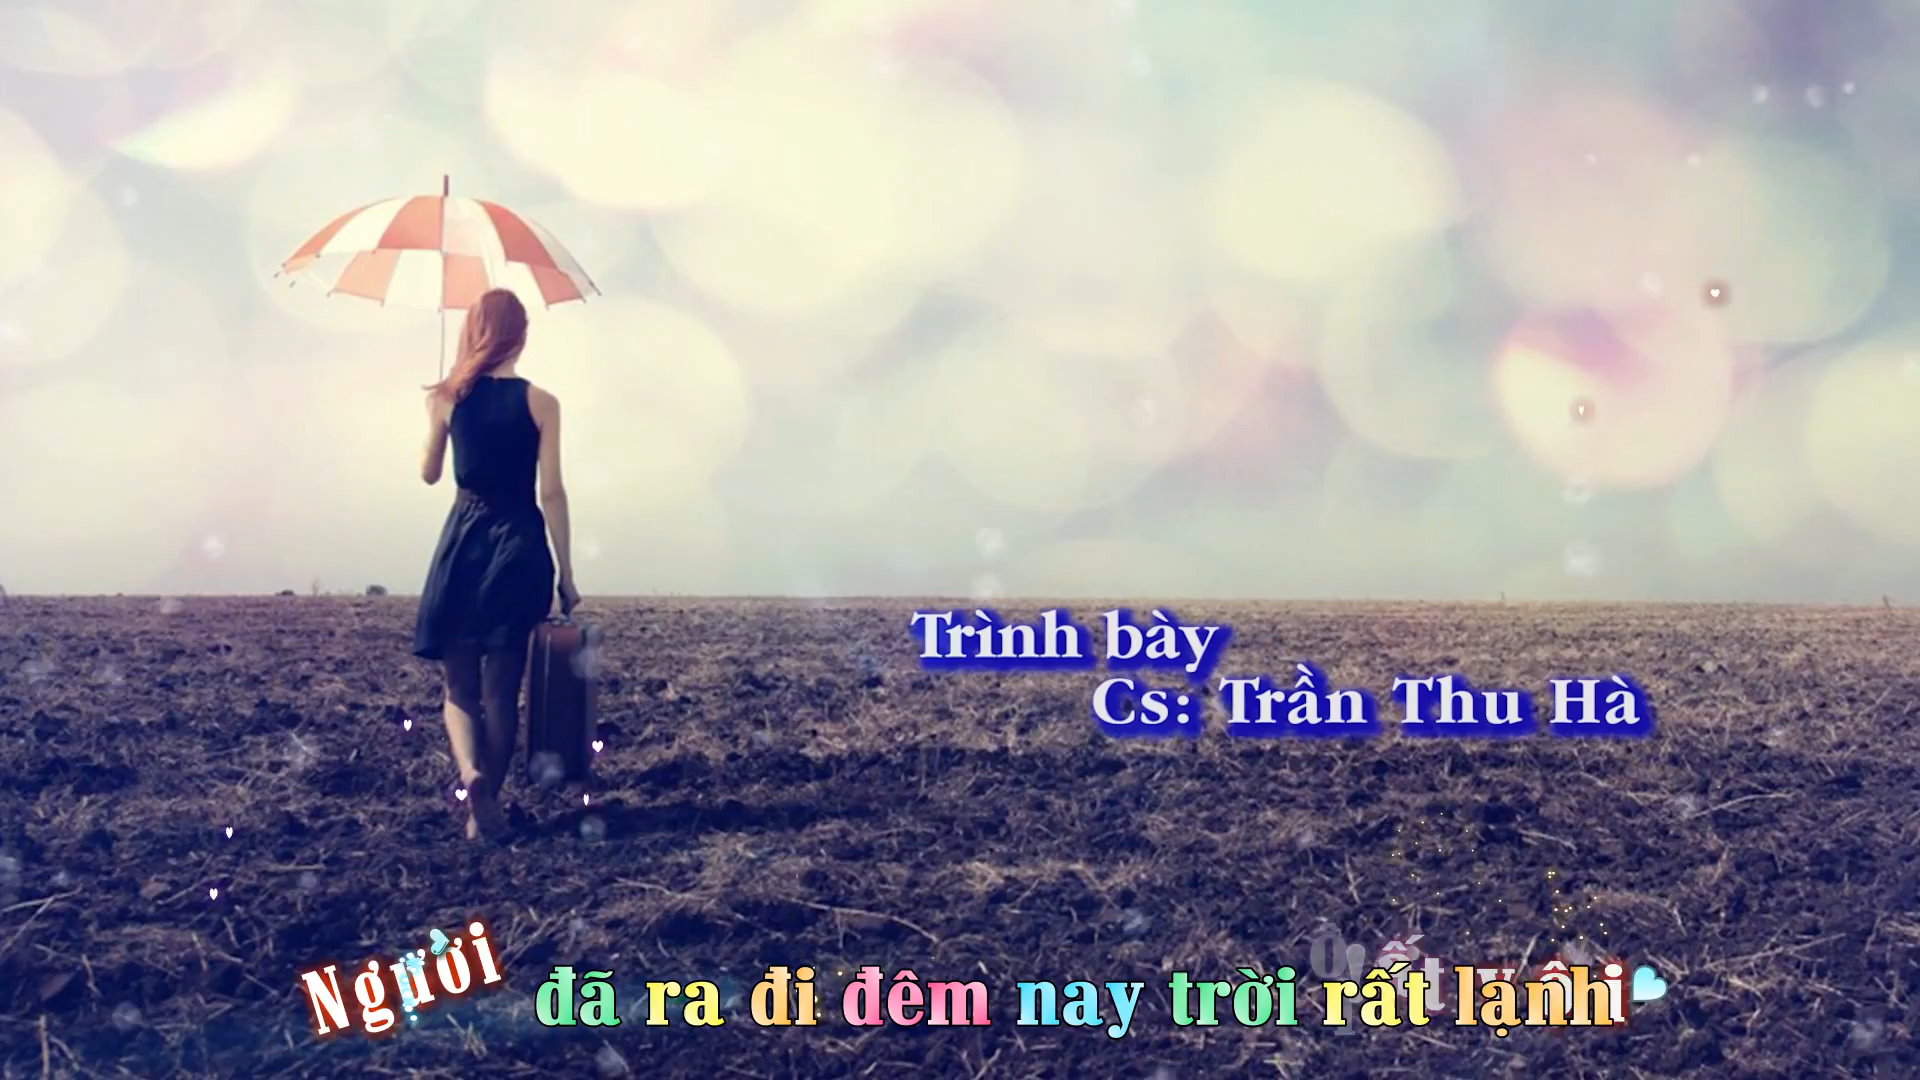 Trình bày
Cs: Trần Thu Hà
Người đã ra đi đêm nay trời rất lạnh